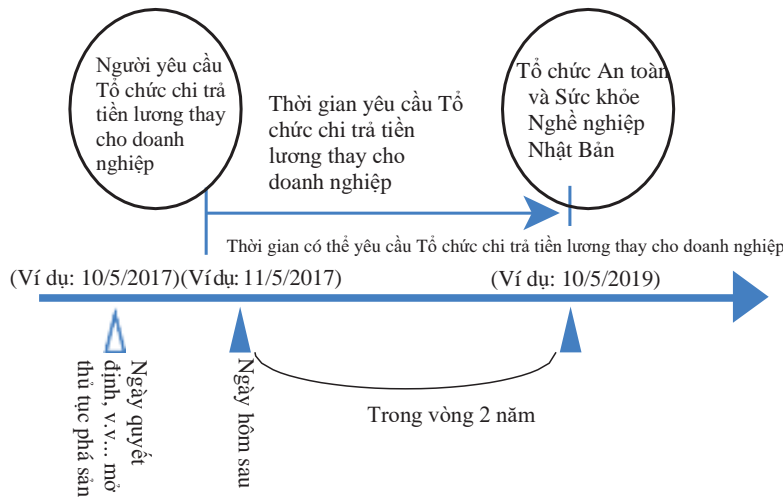 Người yêu cầu
Tổ chức chi trả
tiền lương thay
cho doanh
nghiệp
Thời gian yêu cầu Tổ
chức chi trả tiền
lương thay cho
doanh nghiệp
Tổ chức An toàn
và Sức khỏe
Nghề nghiệp
Nhật Bản
Thời gian có thể yêu cầu Tổ chức chi trả tiền lương thay cho doanh nghiệp
(Ví dụ: 10/5/2017)
(Ví dụ: 11/5/2017)
(Ví dụ: 10/5/2019)
Ngày quyết
định, v.v... mở
thủ tục phá sản
Ngày hôm sau
Trong vòng 2 năm